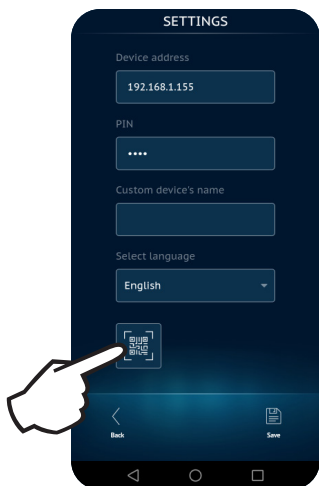 SETTINGS
Device address
192.168.1.155
PIN
••••
Custom device's name
Select language
English
Back
Save